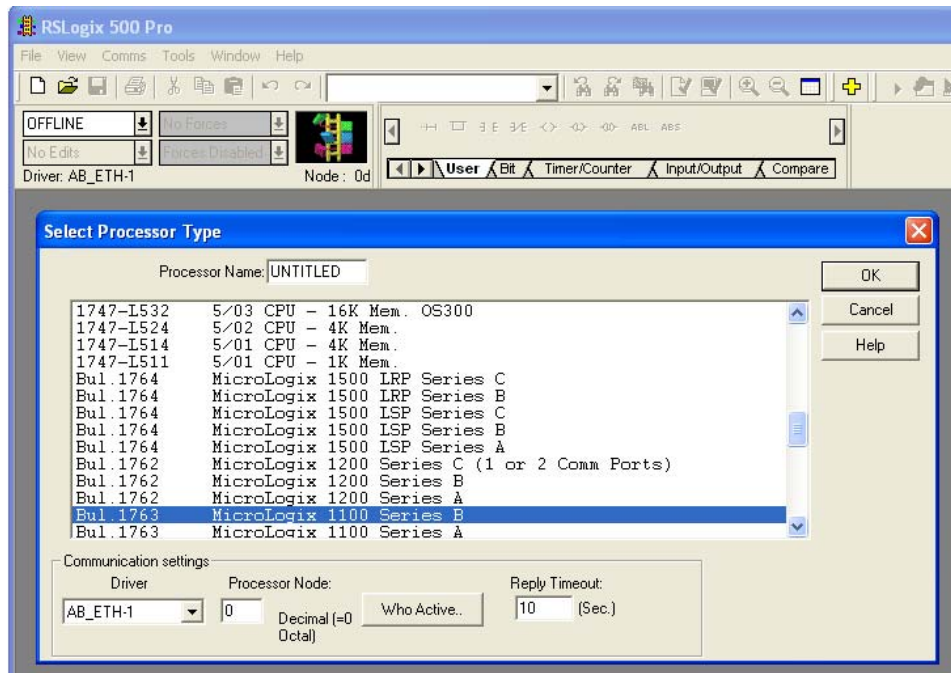 RSLogix 500 Pro
File View Comms Tools Window Help
OFFLINE No Forces
No Edits Forces Disabled
Driver: AB_ETH-1 Node : 0d
ABL ABS
User Bit Timer/Counter Input/Output Compare
Select Processor Type
Processor Name: UNTITLED
OK
Cancel
Help
1747-L532 5/03 CPU - 16K Mem. OS300
1747-L524 5/02 CPU - 4K Mem.
1747-L514 5/01 CPU - 4K Mem.
1747-L511 5/01 CPU - 1K Mem.
Bul.1764 MicroLogix 1500 LRP Series C
Bul.1764 MicroLogix 1500 LRP Series B
Bul.1764 MicroLogix 1500 LSP Series C
Bul.1764 MicroLogix 1500 LSP Series B
Bul.1764 MicroLogix 1500 LSP Series A
Bul.1762 MicroLogix 1200 Series C (1 or 2 Comm Ports)
Bul.1762 MicroLogix 1200 Series B
Bul.1762 MicroLogix 1200 Series A
Bul.1763 MicroLogix 1100 Series B
Bul.1763 MicroLogix 1100 Series A
Communication settings
Driver Processor Node: Reply Timeout:
AB_ETH-1 0 Decimal (=0 Octal) Who Active.. 10 (Sec.)